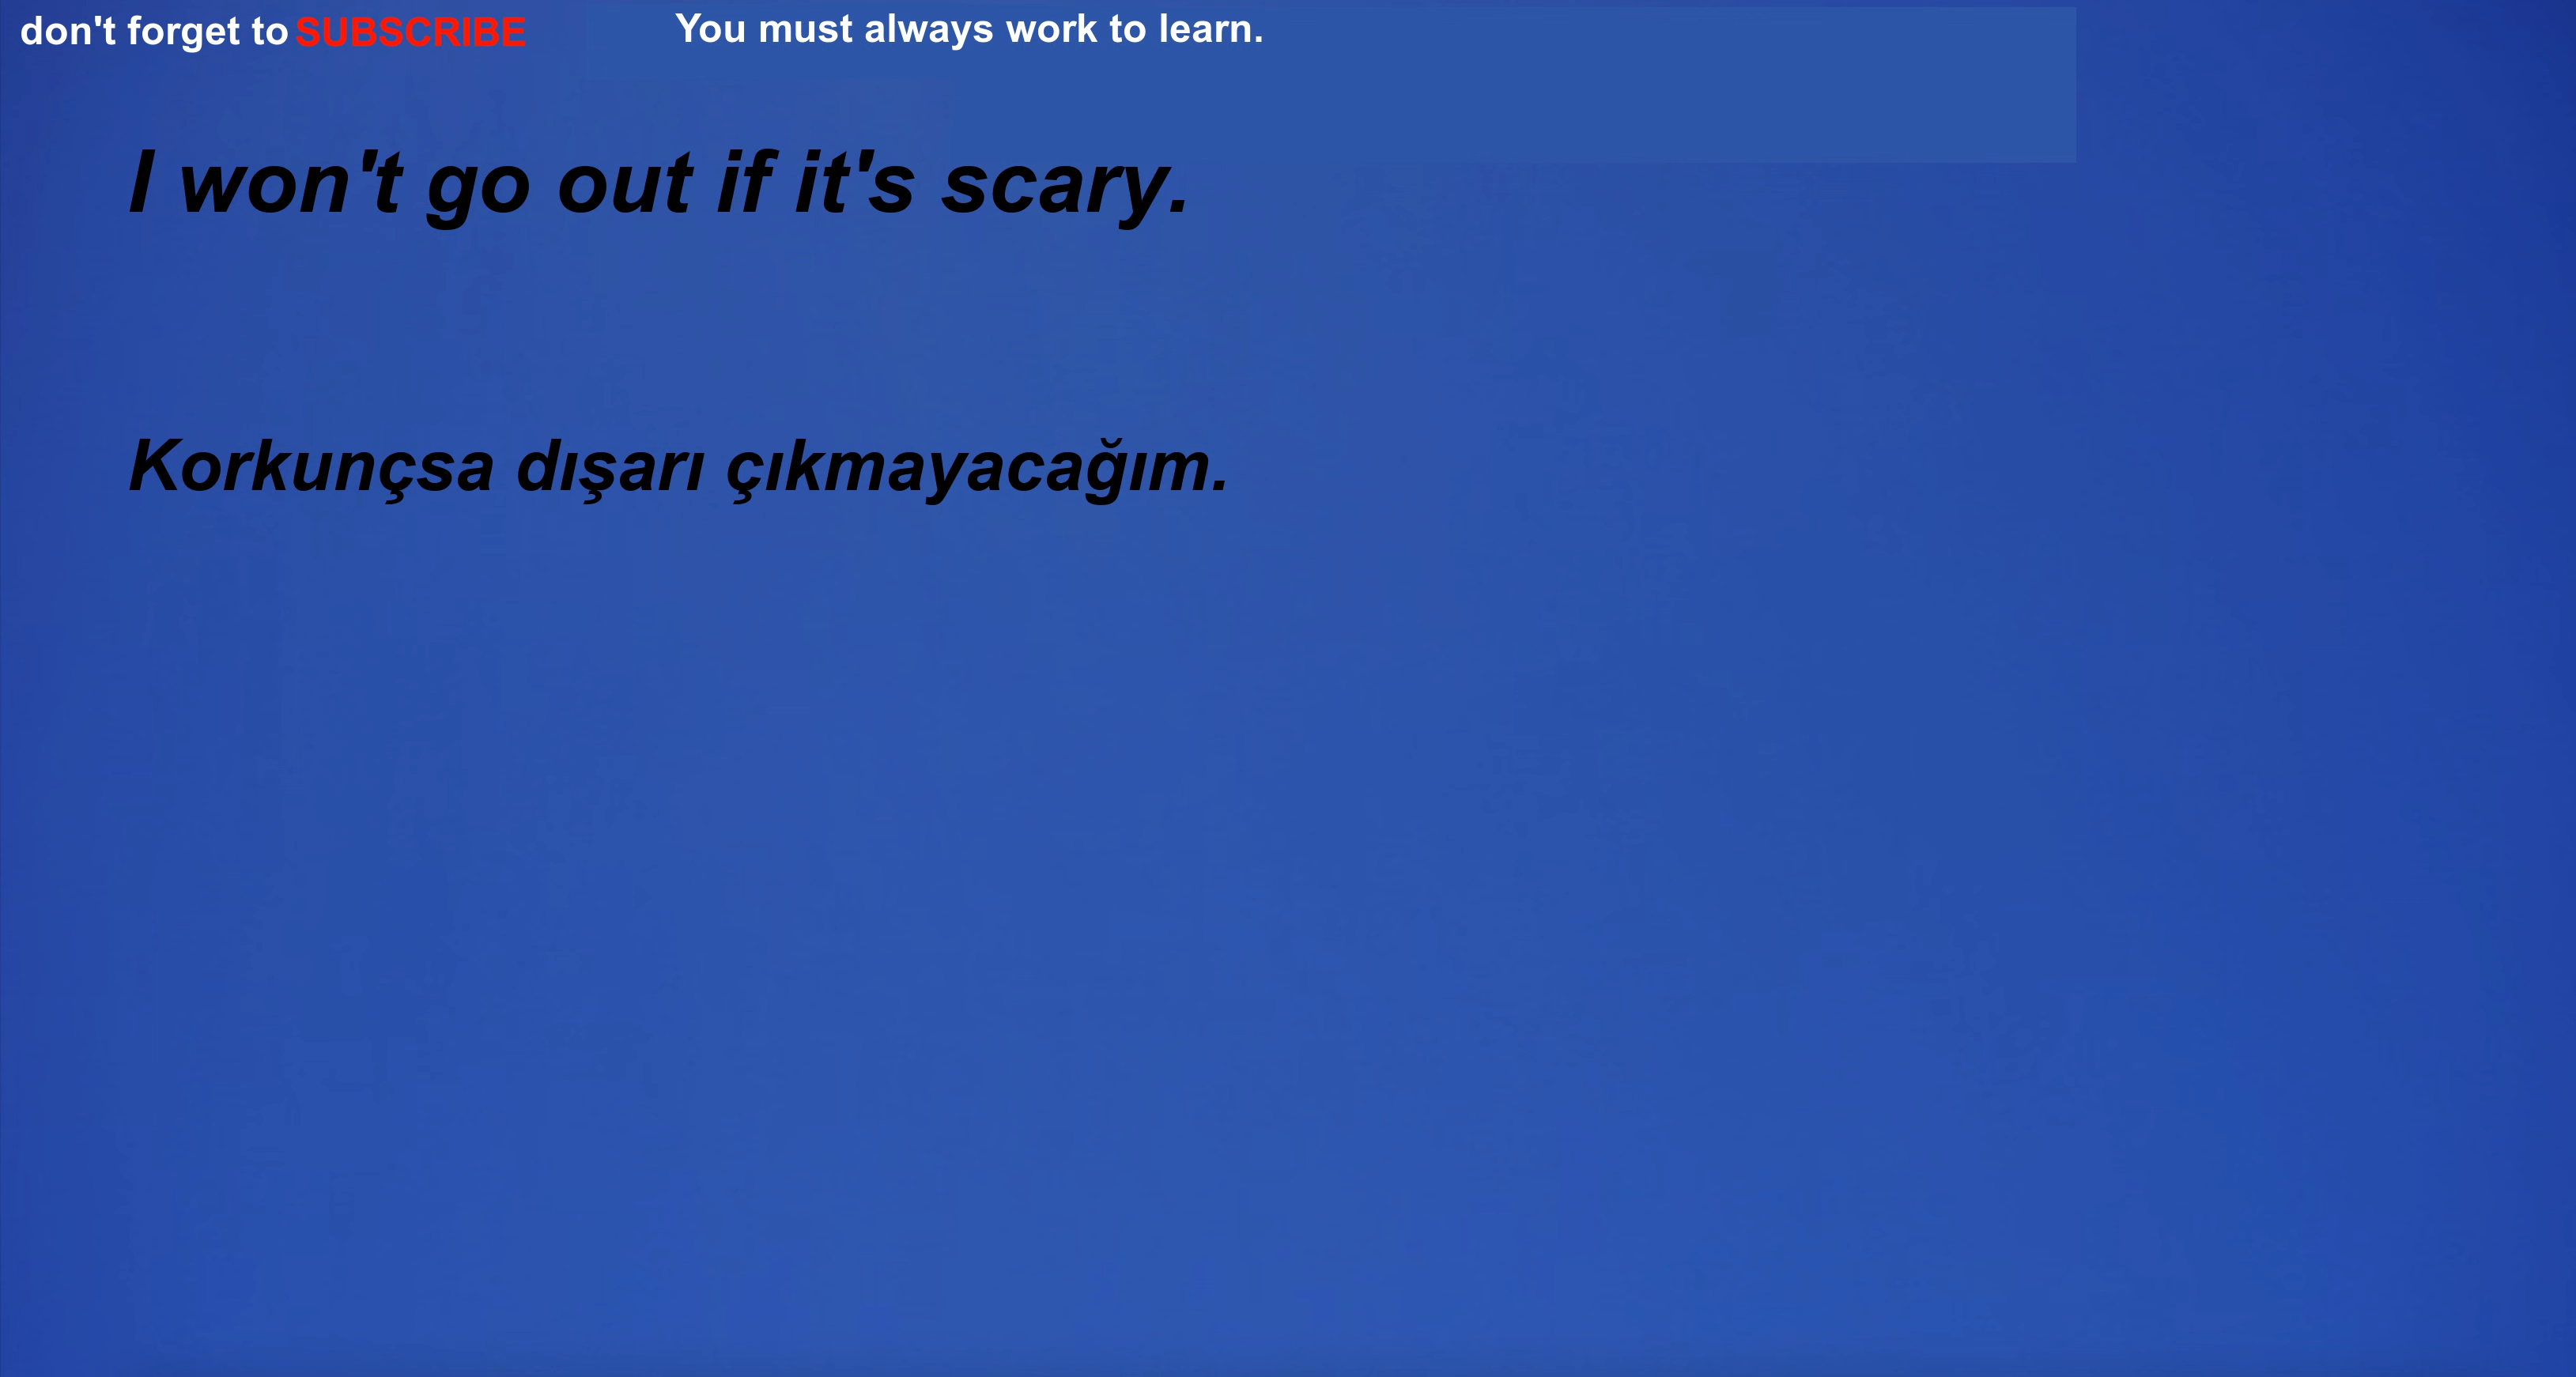 don't forget to SUBSCRIBE You must always work to learn.
I won't go out if it's scary.
Korkunçsa dışarı çıkmayacağım.